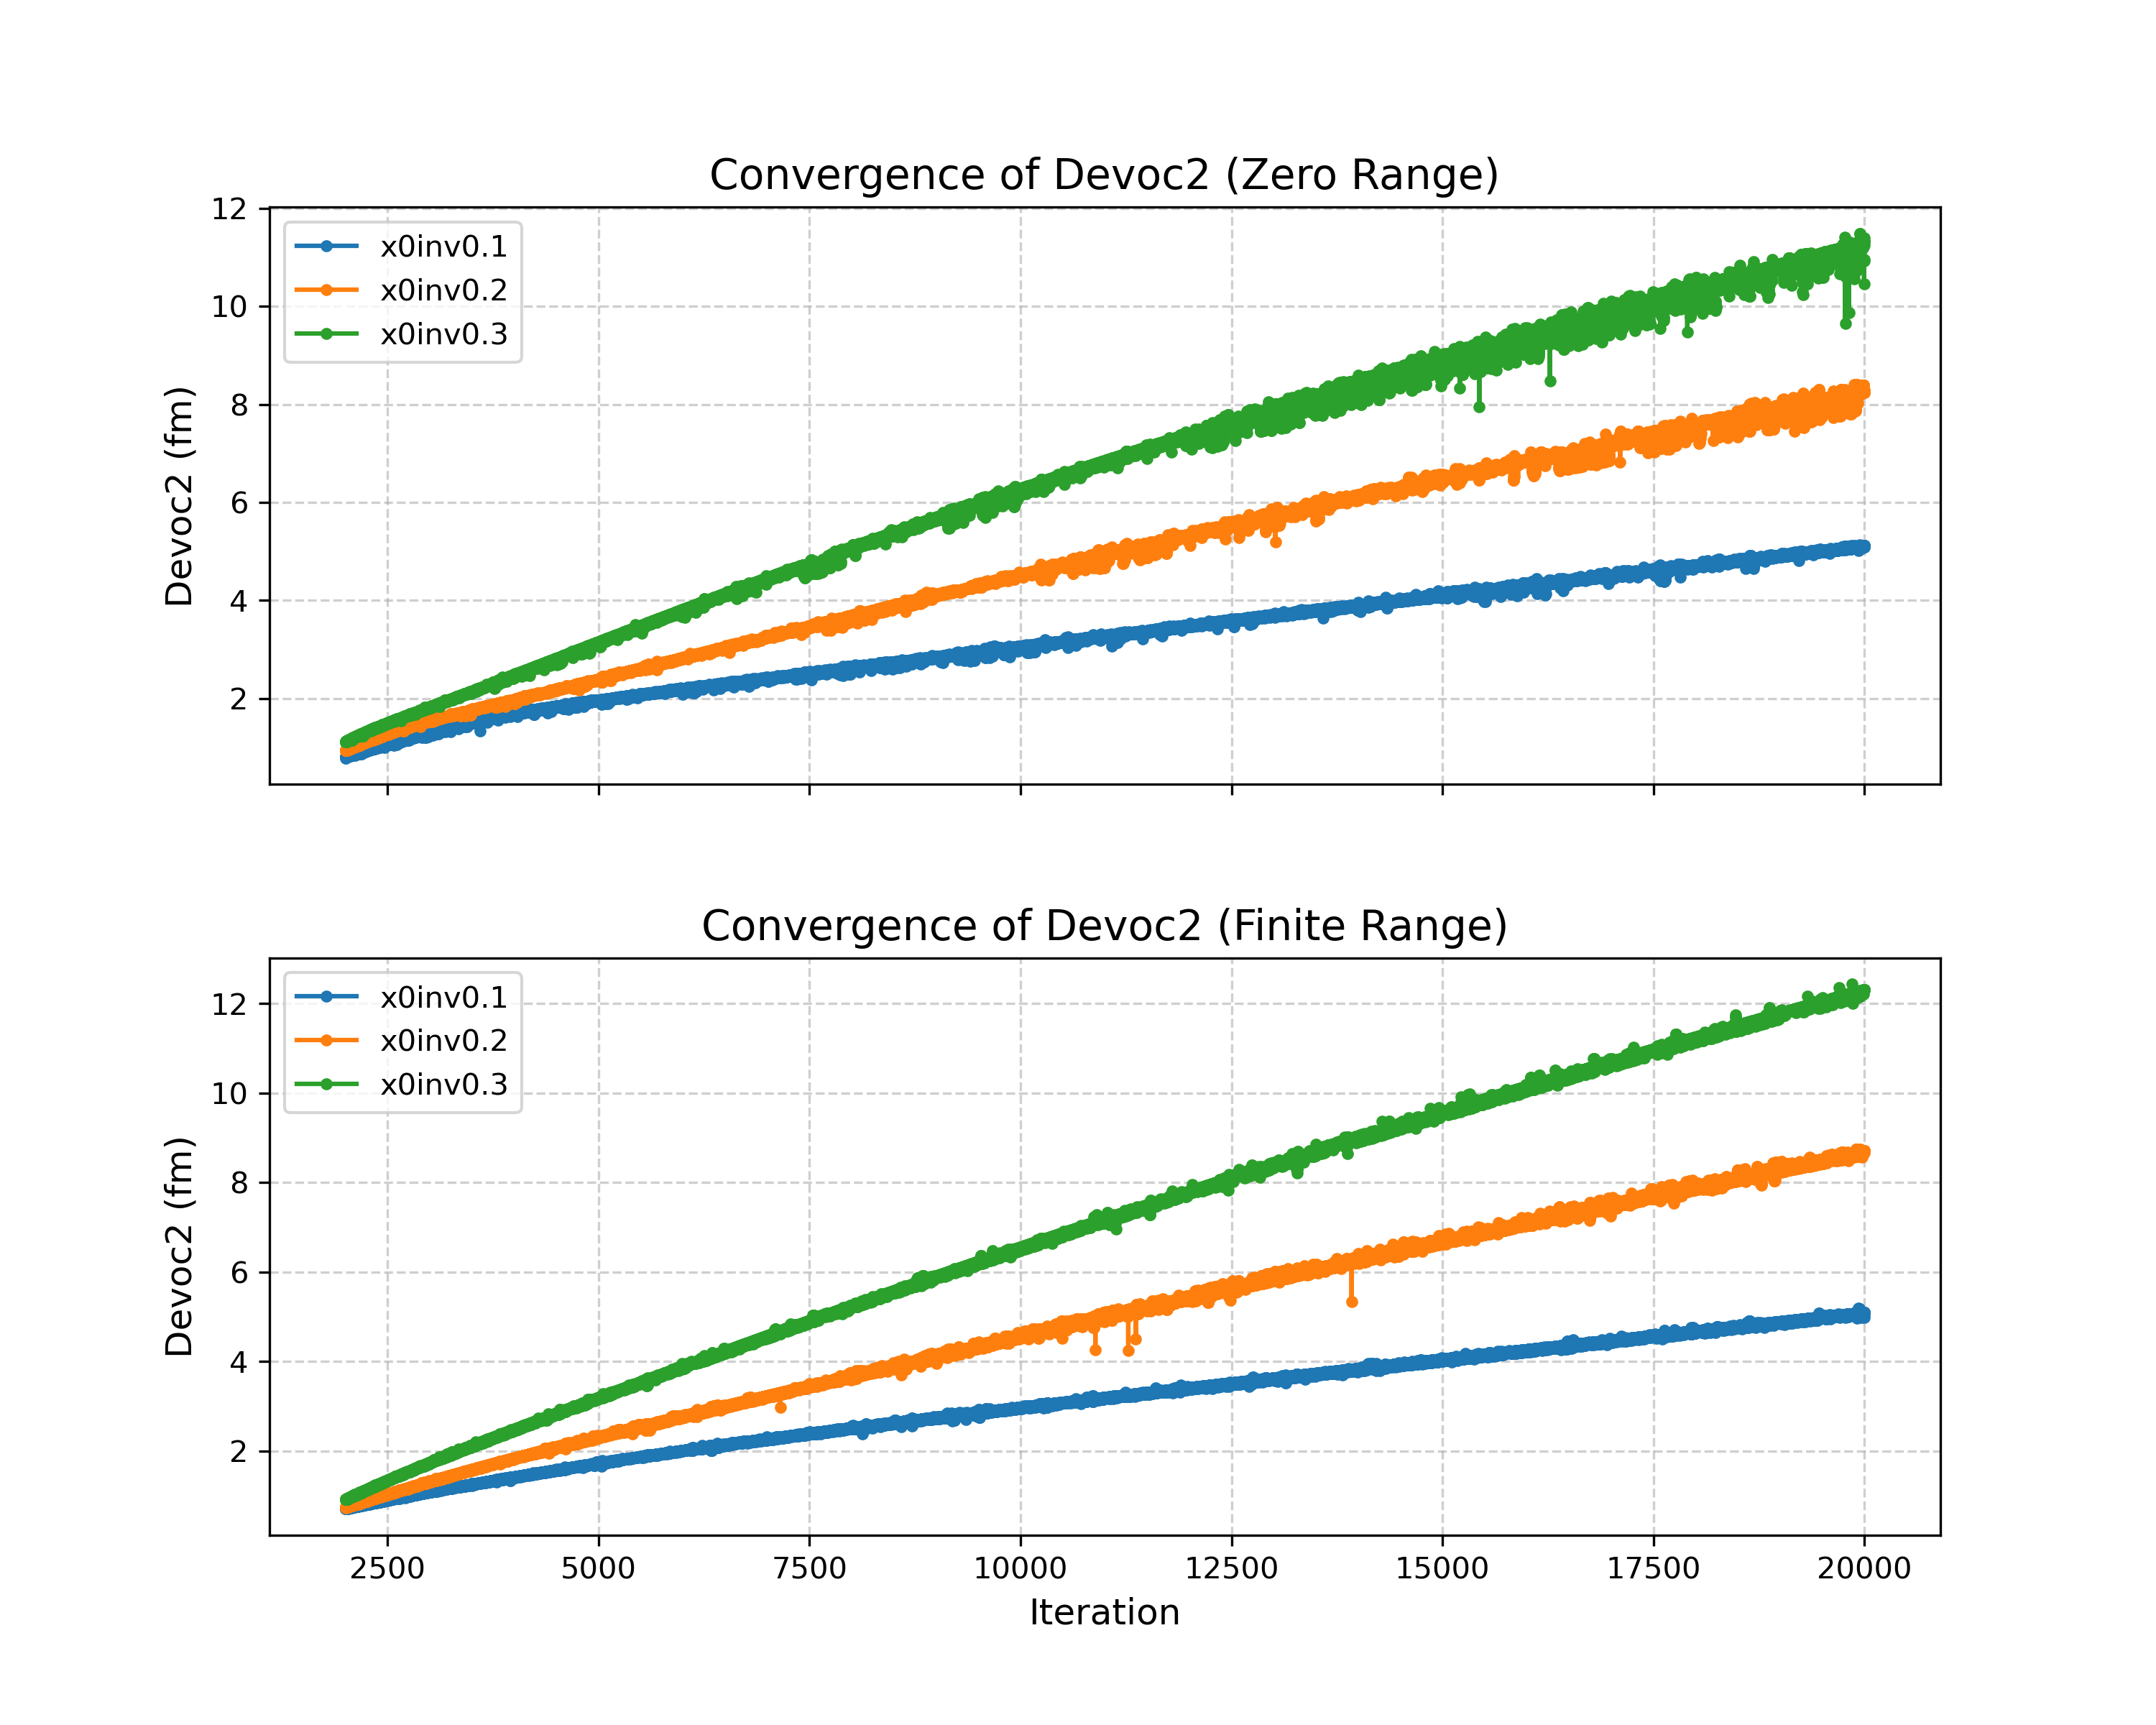 Convergence of Devoc2 (Zero Range)
12
10
8
6
4
2
Devoc2 (fm)
x0inv0.1
x0inv0.2
x0inv0.3
Convergence of Devoc2 (Finite Range)
12
10
8
6
4
2
Devoc2 (fm)
x0inv0.1
x0inv0.2
x0inv0.3
2500 5000 7500 10000 12500 15000 17500 20000
Iteration